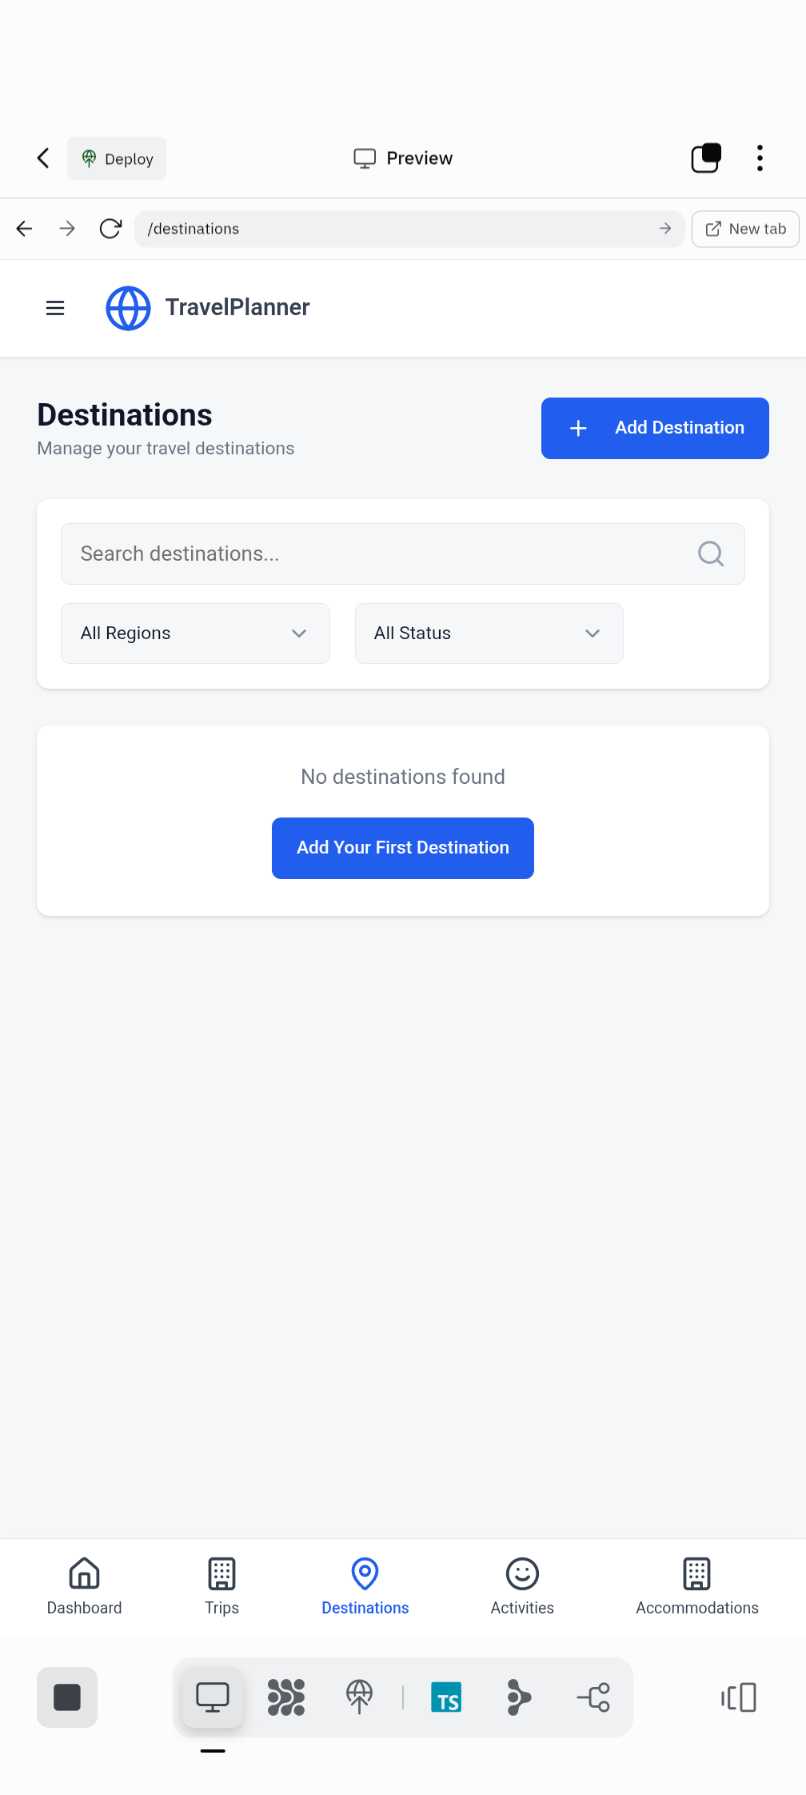 Deploy
Preview
/destinations
New tab
TravelPlanner
Destinations
Manage your travel destinations
Add Destination
Search destinations...
All Regions
All Status
No destinations found
Add Your First Destination
Dashboard
Trips
Destinations
Activities
Accommodations
TS